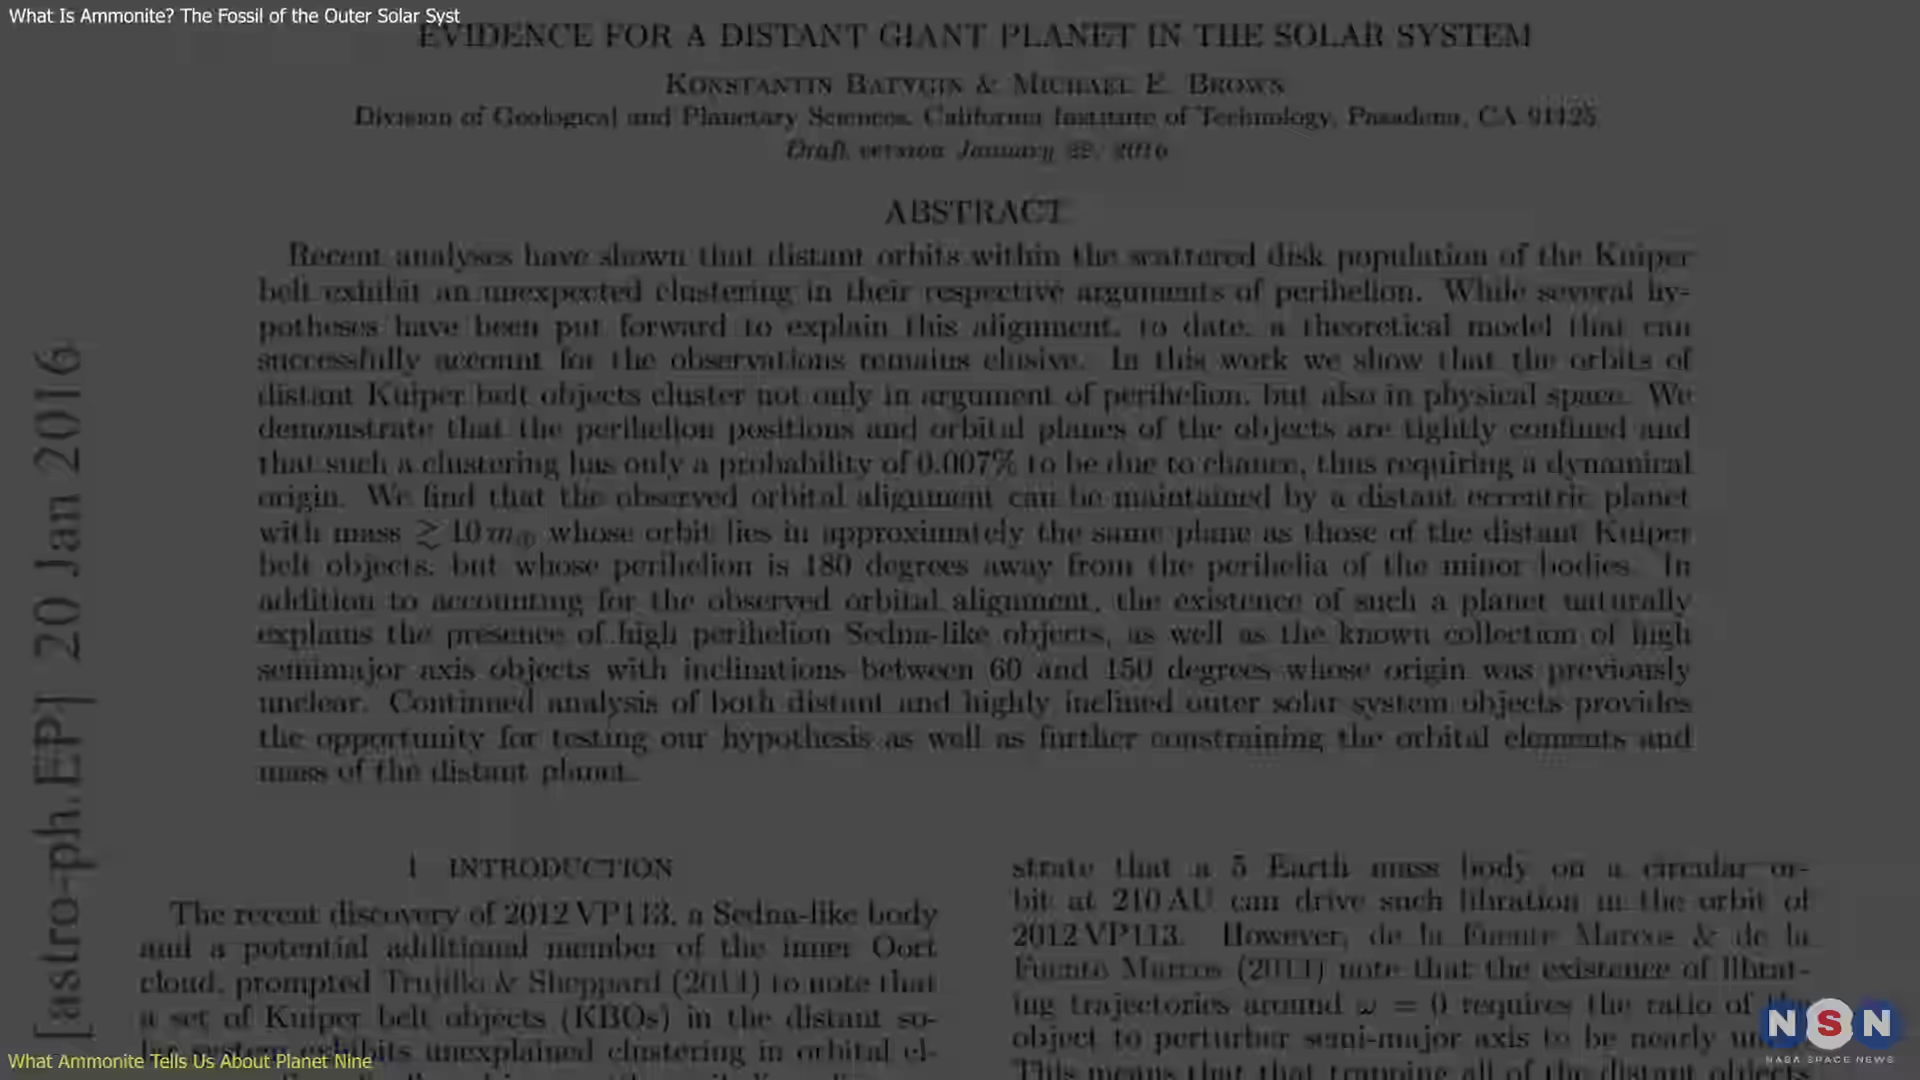 What Is Ammonite? The Fossil of the Outer Solar Syst
EVIDENCE FOR A DISTANT GIANT PLANET IN THE SOLAR SYSTEM
Konstantin Batygin & Michael E. Brown
Division of Geological and Planetary Sciences, California Institute of Technology, Pasadena, CA 91125
Draft version January 22, 2016
ABSTRACT
Recent analyses have shown that distant orbits within the scattered disk population of the Kuiper
belt exhibit an unexpected clustering in their respective arguments of perihelion. While several hy-
potheses have been put forward to explain this alignment, to date, a theoretical model that can
successfully account for the observations remains elusive. In this work we show that the orbits of
distant Kuiper belt objects cluster not only in argument of perihelion, but also in physical space. We
demonstrate that the perihelion positions and orbital planes of the objects are tightly confined and
that such a clustering has only a probability of 0.007% to be due to chance, thus requiring a dynamical
origin. We find that the observed orbital alignment can be maintained by a distant eccentric planet
with mass ≳ 10 m⊕ whose orbit lies in approximately the same plane as those of the distant Kuiper
belt objects, but whose perihelion is 180 degrees away from the perihelia of the minor bodies. In
addition to accounting for the observed orbital alignment, the existence of such a planet naturally
explains the presence of high perihelion Sedna-like objects, as well as the known collection of high
semimajor axis objects with inclinations between 60 and 150 degrees whose origin was previously
unclear. Continued analysis of both distant and highly inclined outer solar system objects provides
the opportunity for testing our hypothesis as well as further constraining the orbital elements and
mass of the distant planet.
[astro-ph.EP] 20 Jan 2016
1. INTRODUCTION
The recent discovery of 2012 VP113, a Sedna-like body
and a potential additional member of the inner Oort
cloud, prompted Trujillo & Sheppard (2014) to note that
a set of Kuiper belt objects (KBOs) in the distant so-
lar system exhibits unexplained clustering in orbital el-
strate that a 5 Earth mass body on a circular or-
bit at 210 AU can drive such libration in the orbit of
2012 VP113. However, de la Fuente Marcos & de la
Fuente Marcos (2014) note that the existence of librat-
ing trajectories around ω = 0 requires the ratio of the
object to perturber semi-major axis to be nearly
This means that that trapping all of the distant objects
What Ammonite Tells Us About Planet Nine
NSN
NASA SPACE NEWS